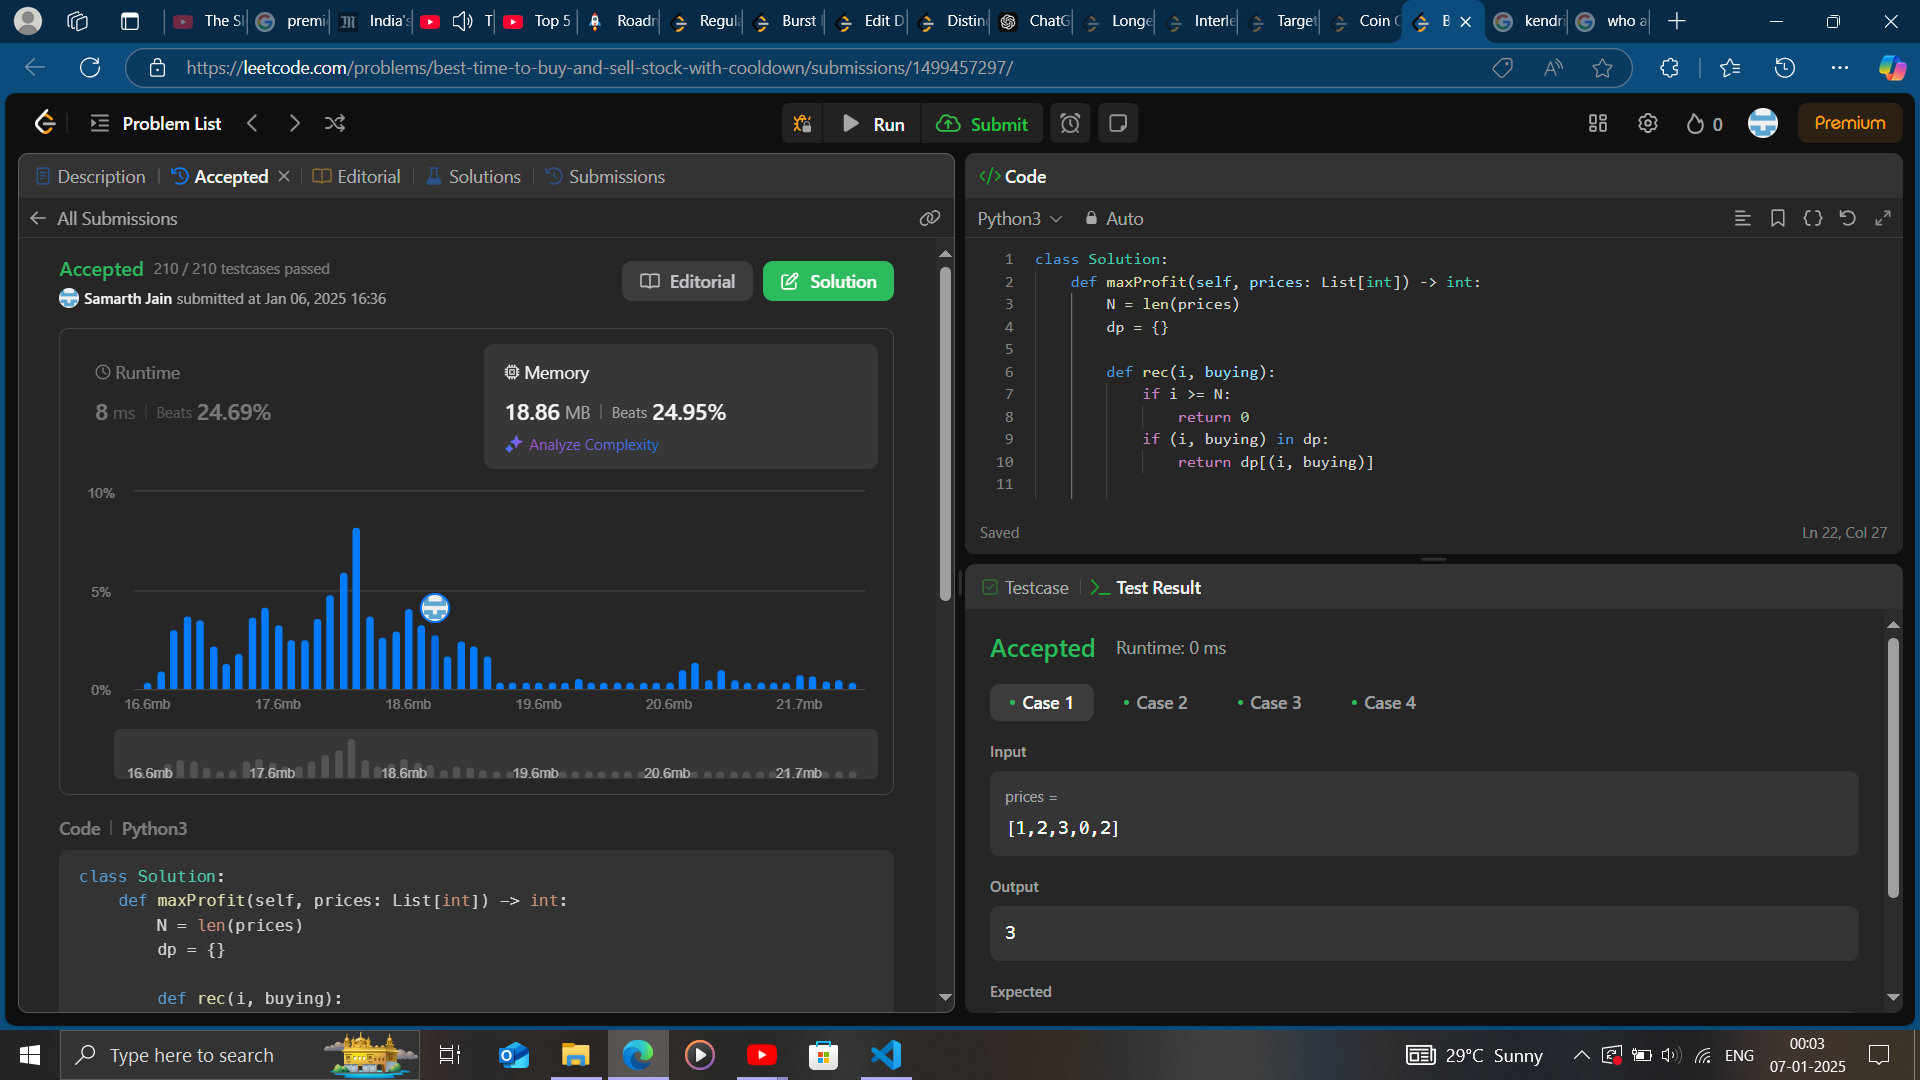 The Sl
premi
India's
T
Top 5
Roadn
Regula
Burst
Edit D
Distin
ChatG
Longe
Interle
Target
Coin C
B
kendri
who a
https://leetcode.com/problems/best-time-to-buy-and-sell-stock-with-cooldown/submissions/1499457297/
Problem List
Run
Submit
0
Premium
Description
Accepted
Editorial
Solutions
Submissions
All Submissions
Accepted 210 / 210 testcases passed
Samarth Jain submitted at Jan 06, 2025 16:36
Editorial
Solution
Runtime
8 ms | Beats 24.69%
Memory
18.86 MB | Beats 24.95%
Analyze Complexity
10%
5%
0%
16.6mb 17.6mb 18.6mb 19.6mb 20.6mb 21.7mb
16.6mb 17.6mb 18.6mb 19.6mb 20.6mb 21.7mb
Code | Python3
class Solution:
def maxProfit(self, prices: List[int]) -> int:
N = len(prices)
dp = {}
def rec(i, buying):
</> Code
Python3
Auto
1 class Solution:
2 def maxProfit(self, prices: List[int]) -> int:
3 N = len(prices)
4 dp = {}
5
6 def rec(i, buying):
7 if i >= N:
8 return 0
9 if (i, buying) in dp:
10 return dp[(i, buying)]
11
Saved
Ln 22, Col 27
Testcase
>_ Test Result
Accepted Runtime: 0 ms
Case 1
Case 2
Case 3
Case 4
Input
prices =
[1,2,3,0,2]
Output
3
Expected
Type here to search
29°C Sunny
ENG
00:03
07-01-2025